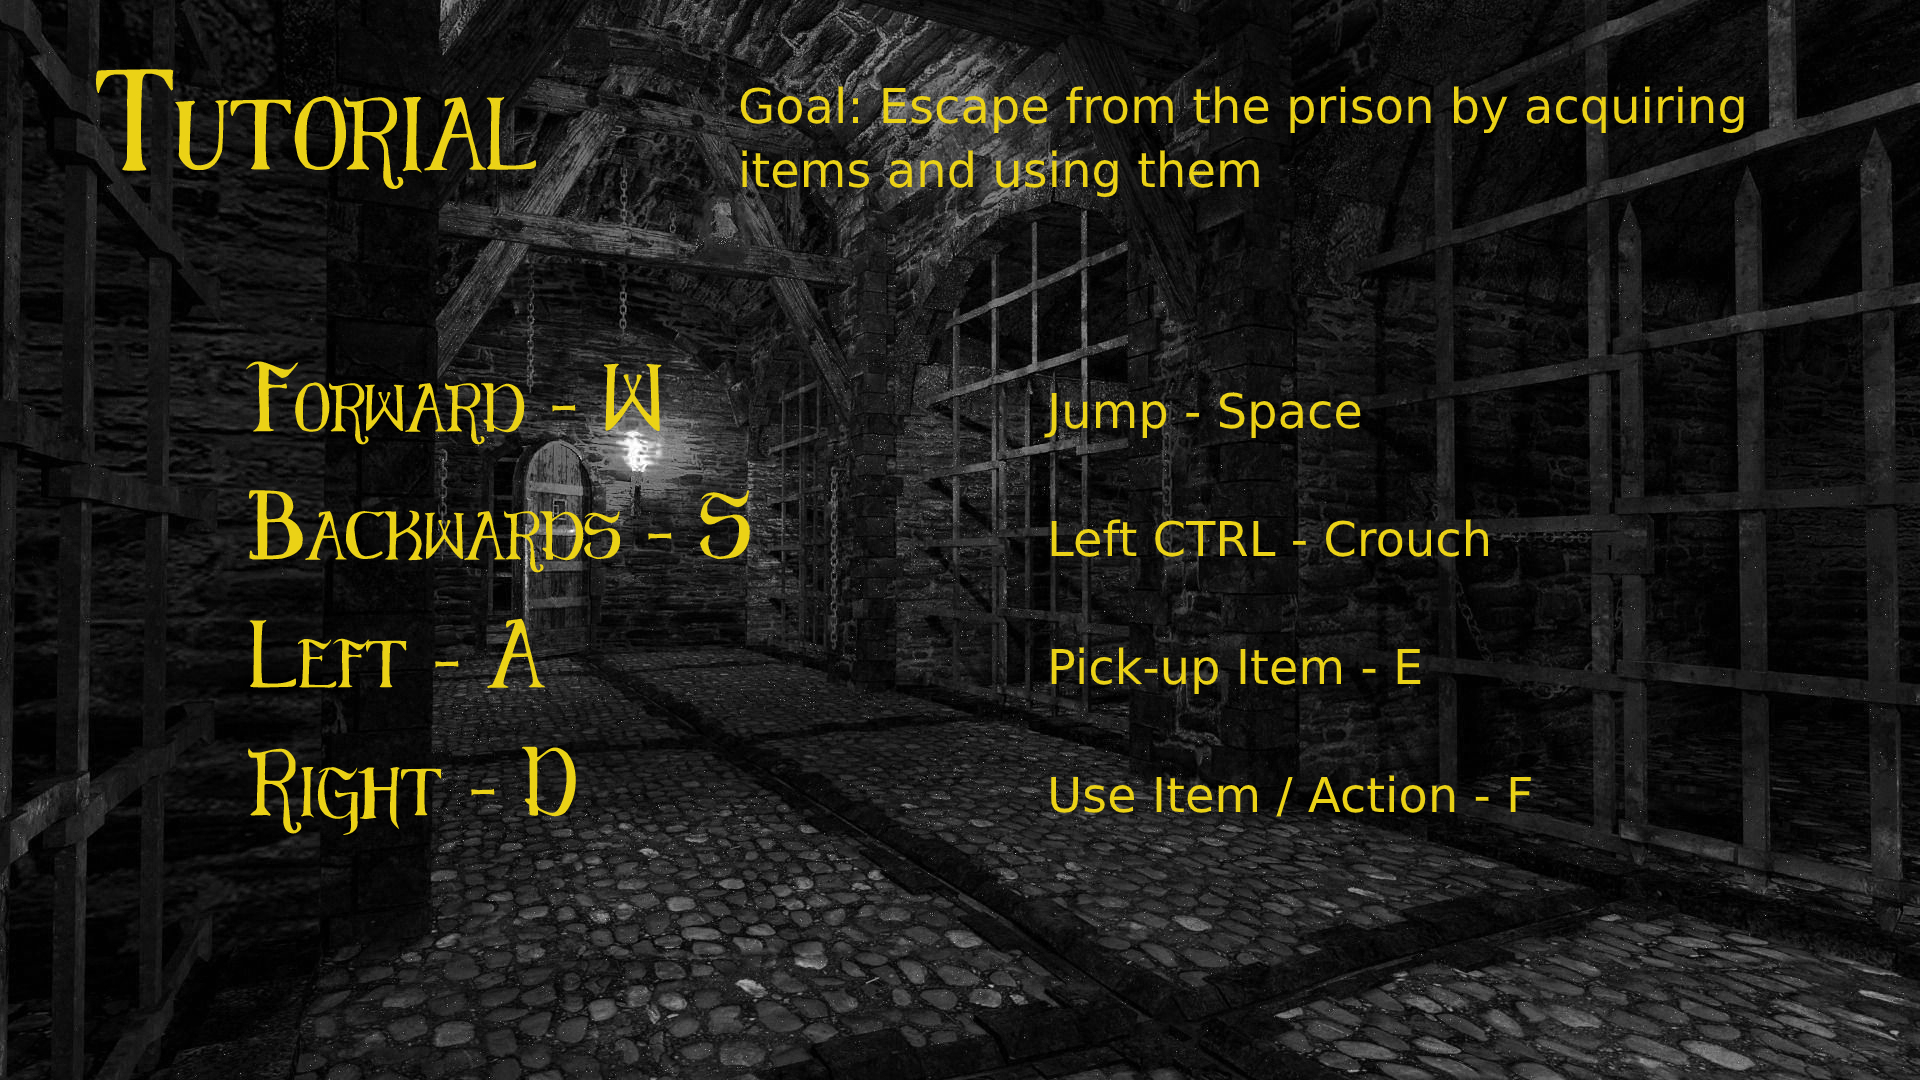 Tutorial
Goal: Escape from the prison by acquiring
items and using them
Forward - W
Backwards - S
Left - A
Right - D
Jump - Space
Left CTRL - Crouch
Pick-up Item - E
Use Item / Action - F